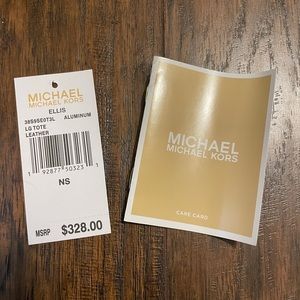 MICHAEL
MICHAEL KORS
ELLIS
38S95E0T3L ALUMINUM
LG TOTE
LEATHER
1 92877 50323 1
NS
MSRP $328.00
MICHAEL
MICHAEL KORS
CARE CARD